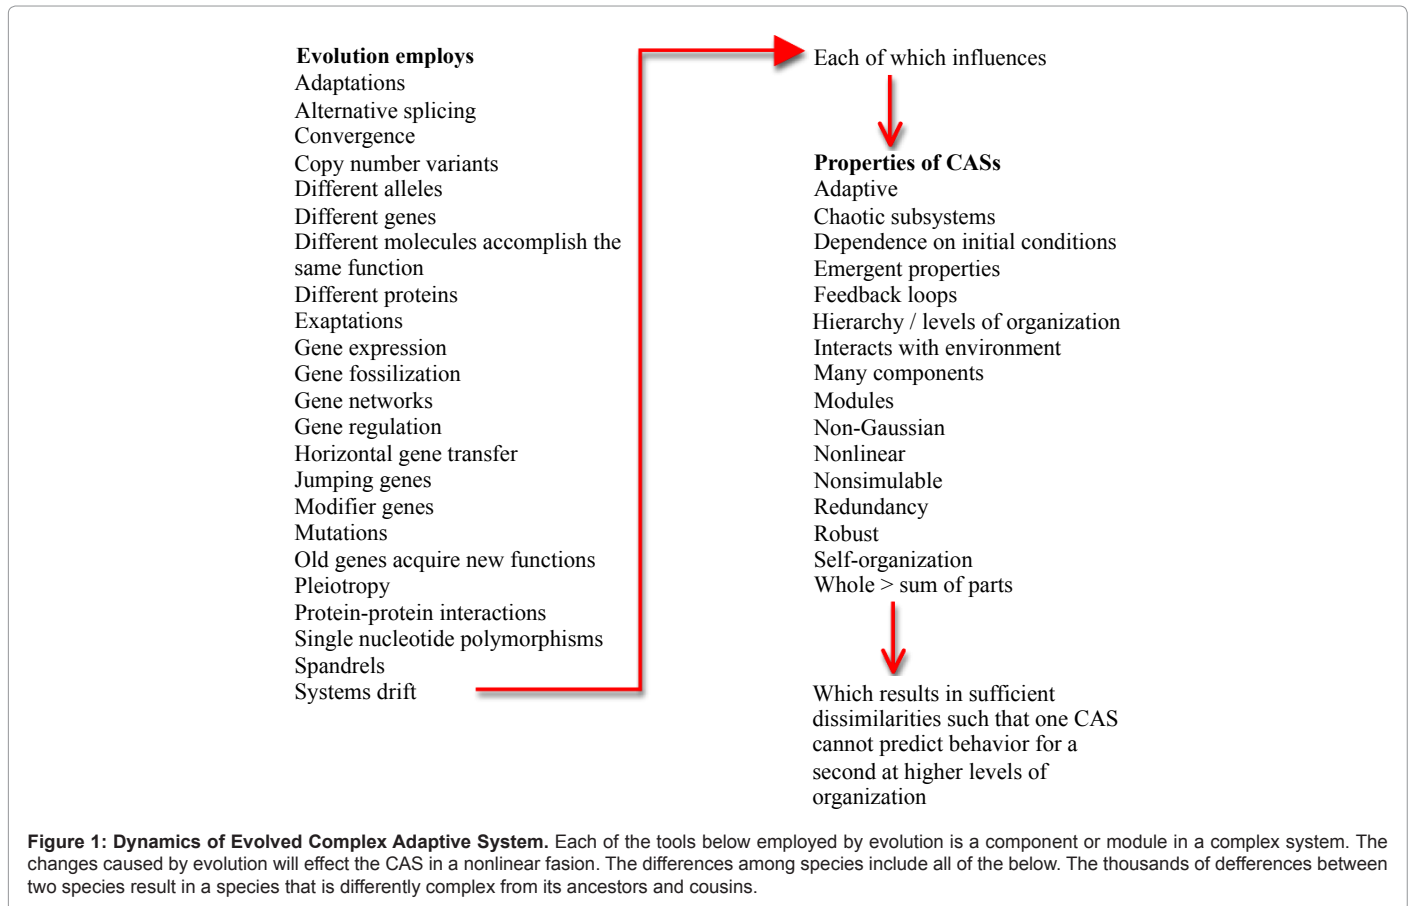 Evolution employs
Adaptations
Alternative splicing
Convergence
Copy number variants
Different alleles
Different genes
Different molecules accomplish the
same function
Different proteins
Exaptations
Gene expression
Gene fossilization
Gene networks
Gene regulation
Horizontal gene transfer
Jumping genes
Modifier genes
Mutations
Old genes acquire new functions
Pleiotropy
Protein-protein interactions
Single nucleotide polymorphisms
Spandrels
Systems drift
Each of which influences
Properties of CASs
Adaptive
Chaotic subsystems
Dependence on initial conditions
Emergent properties
Feedback loops
Hierarchy / levels of organization
Interacts with environment
Many components
Modules
Non-Gaussian
Nonlinear
Nonsimulable
Redundancy
Robust
Self-organization
Whole > sum of parts
Which results in sufficient
dissimilarities such that one CAS
cannot predict behavior for a
second at higher levels of
organization
Figure 1: Dynamics of Evolved Complex Adaptive System. Each of the tools below employed by evolution is a component or module in a complex system. The
changes caused by evolution will effect the CAS in a nonlinear fasion. The differences among species include all of the below. The thousands of defferences between
two species result in a species that is differently complex from its ancestors and cousins.